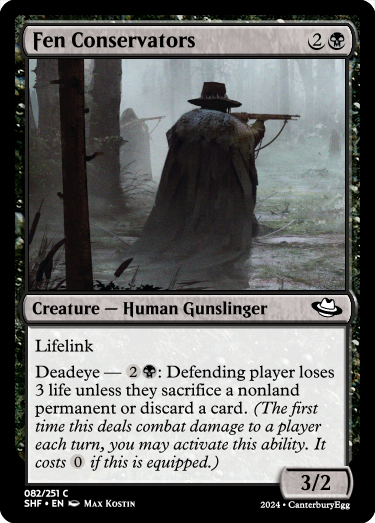 Fen Conservators 2
Creature — Human Gunslinger
Lifelink
Deadeye — 2: Defending player loses
3 life unless they sacrifice a nonland
permanent or discard a card. (The first
time this deals combat damage to a player
each turn, you may activate this ability. It
costs 0 if this is equipped.)
3/2
082/251 C
SHF • EN Max Kostin
2024 • CanterburyEgg